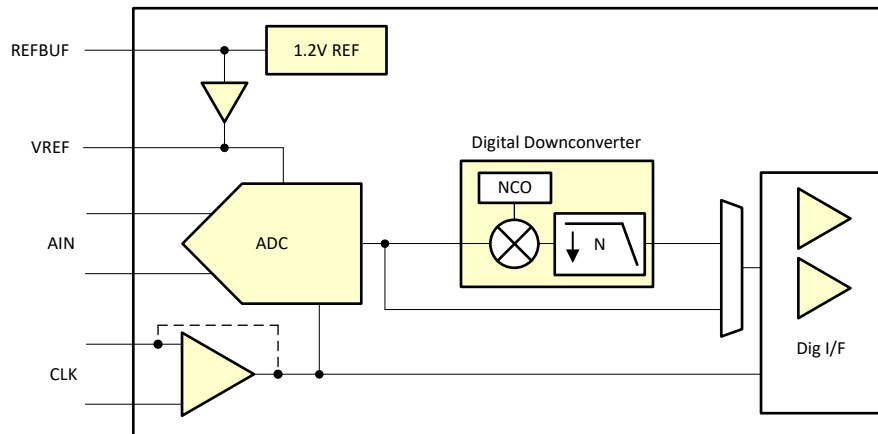 REFBUF
1.2V REF
VREF
Digital Downconverter
NCO
AIN
ADC
N
Dig I/F
CLK